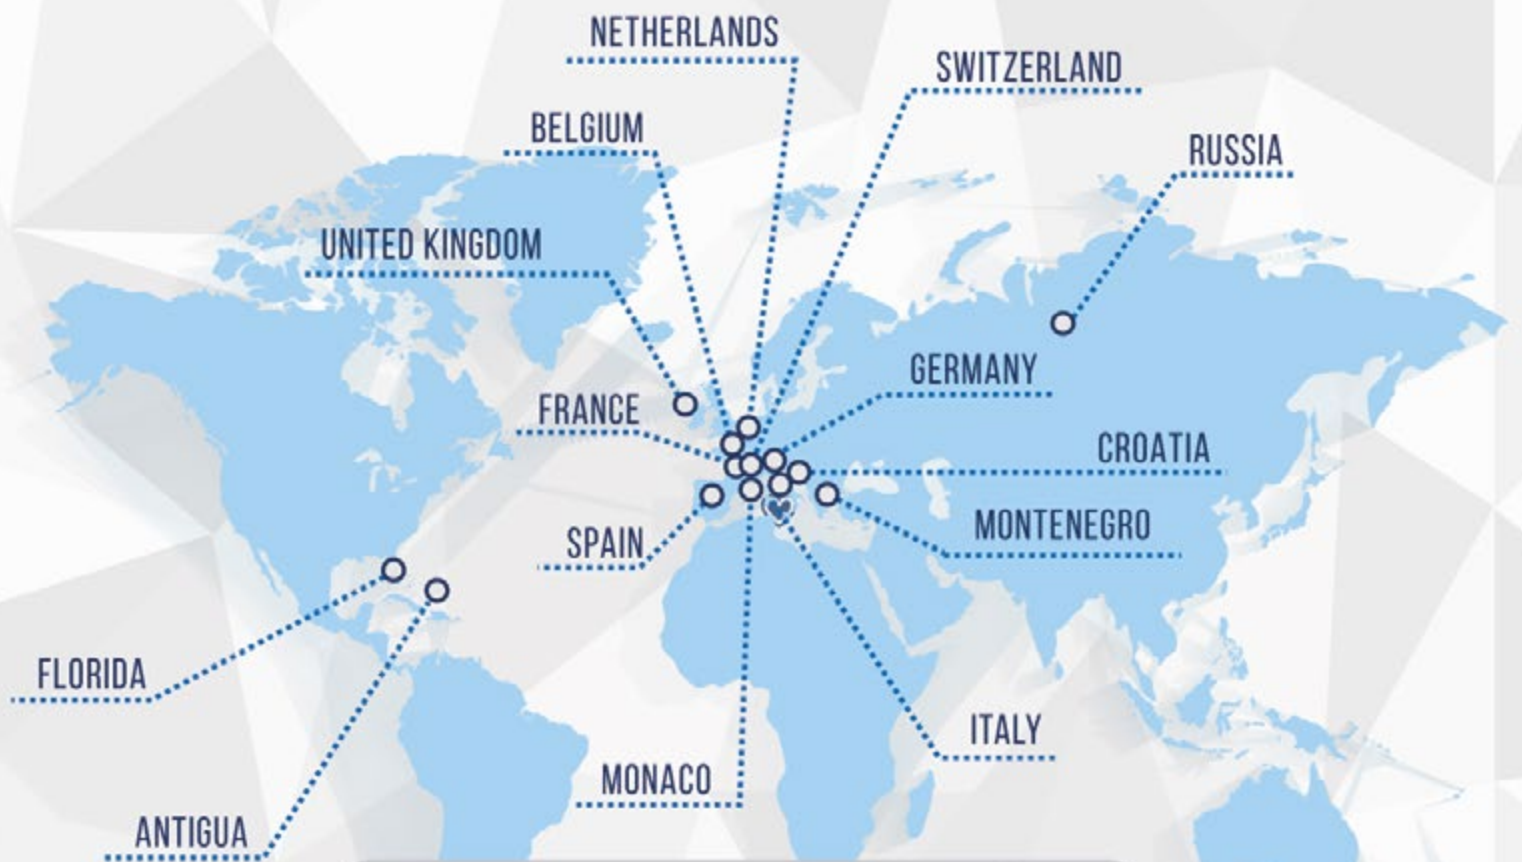 NETHERLANDS
SWITZERLAND
BELGIUM
RUSSIA
UNITED KINGDOM
GERMANY
FRANCE
CROATIA
MONTENEGRO
SPAIN
FLORIDA
ITALY
MONACO
ANTIGUA